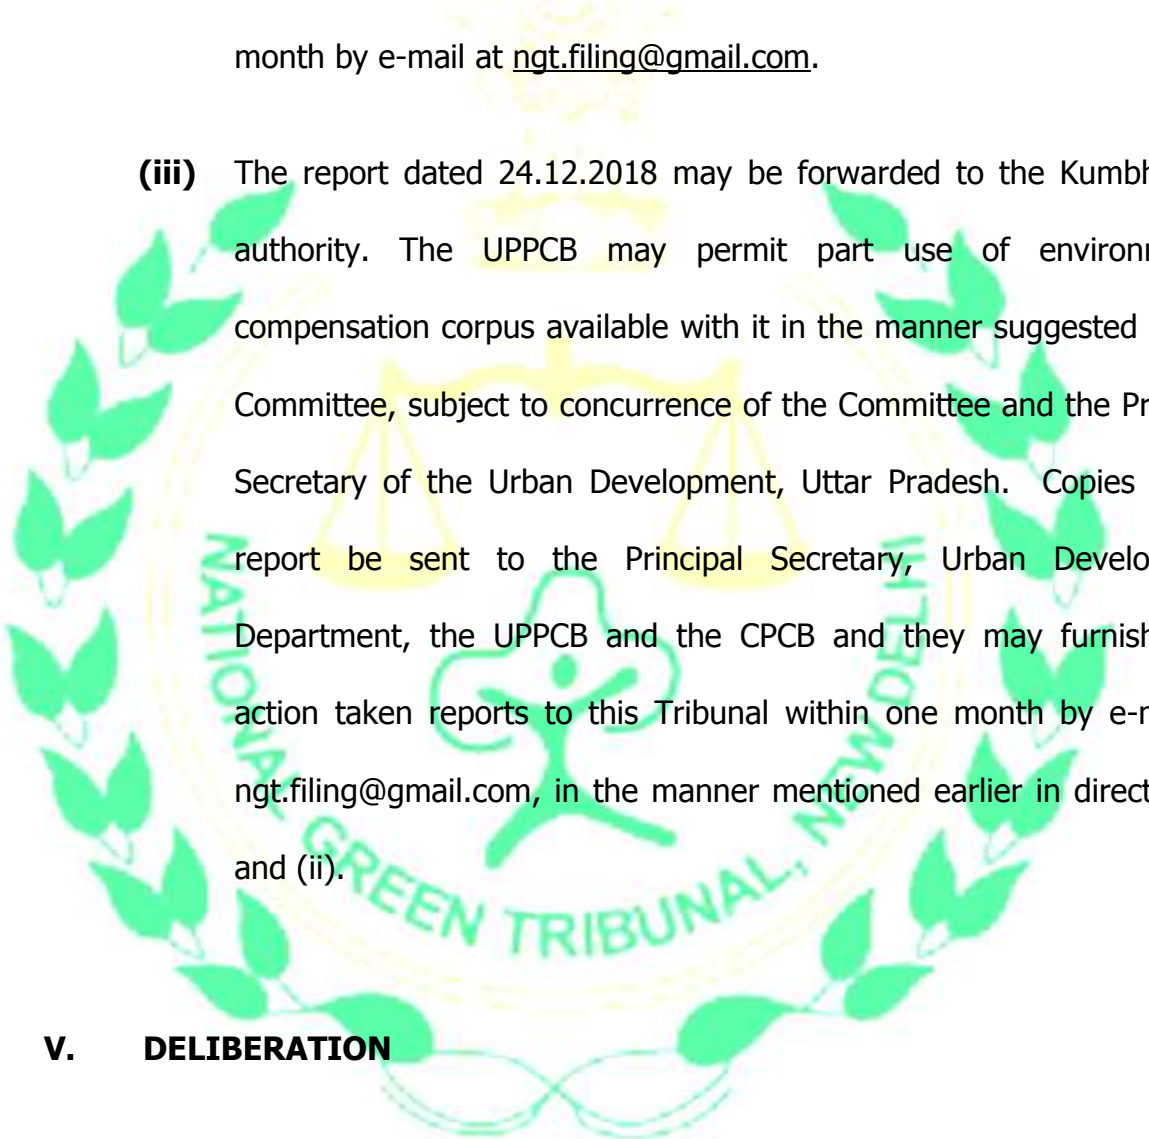 month by e-mail at ngt.filing@gmail.com.
(iii) The report dated 24.12.2018 may be forwarded to the Kumbh
authority. The UPPCB may permit part use of environ
compensation corpus available with it in the manner suggested
Committee, subject to concurrence of the Committee and the Pr
Secretary of the Urban Development, Uttar Pradesh. Copies
report be sent to the Principal Secretary, Urban Develo
Department, the UPPCB and the CPCB and they may furnish
action taken reports to this Tribunal within one month by e-
ngt.filing@gmail.com, in the manner mentioned earlier in direct
and (ii).
NATIONAL GREEN TRIBUNAL, NEW DELHI
V. DELIBERATION